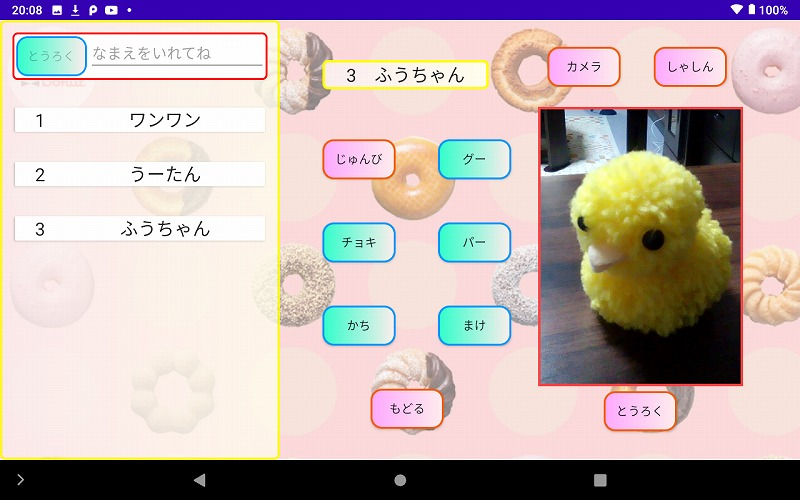 20:08
100%
とうろく なまえをいれてね
1 ワンワン
2 うーたん
3 ふうちゃん
3 ふうちゃん
カメラ しゃしん
じゅんび グー
チョキ パー
かち まけ
もどる とうろく